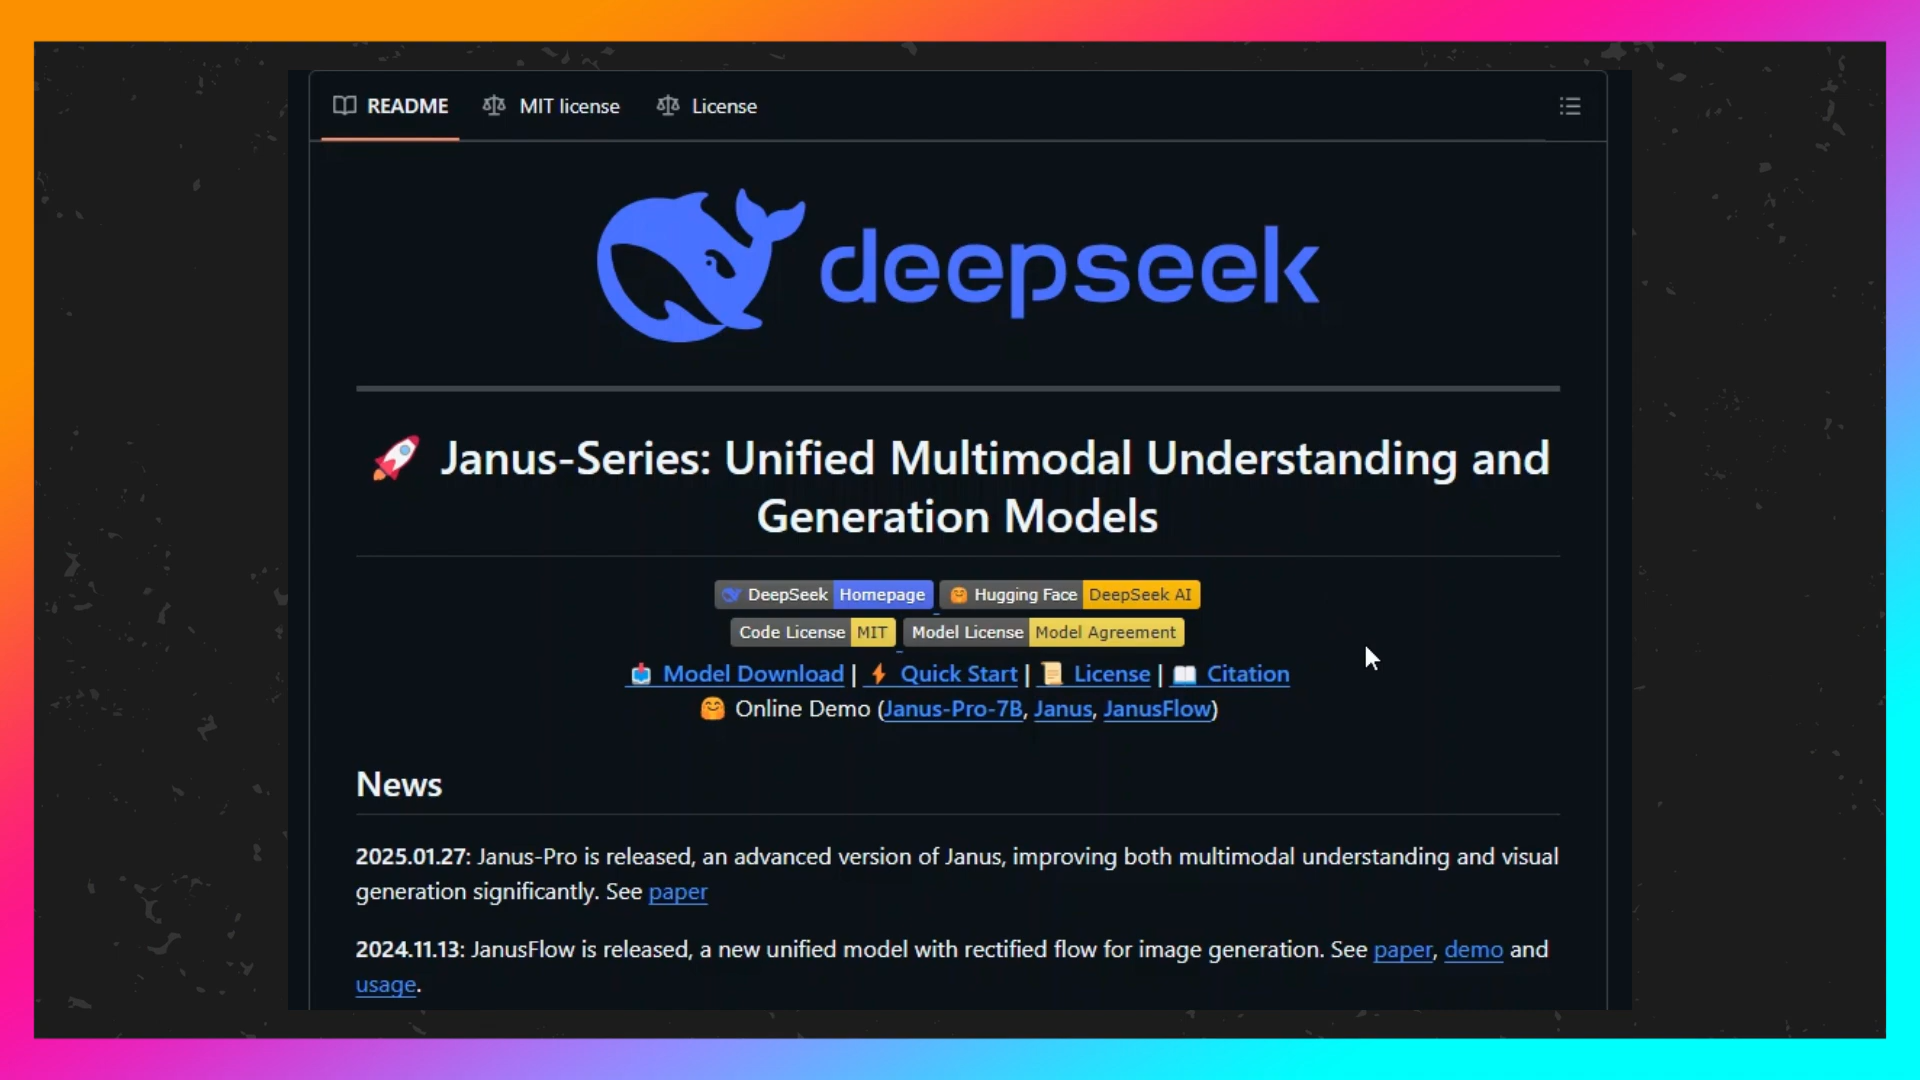 README MIT license License
deepseek
🚀 Janus-Series: Unified Multimodal Understanding and
Generation Models
DeepSeek Homepage Hugging Face DeepSeek AI
Code License MIT Model License Model Agreement
📥 Model Download | ⚡ Quick Start | 📜 License | 📖 Citation
🤗 Online Demo (Janus-Pro-7B, Janus, JanusFlow)
News
2025.01.27: Janus-Pro is released, an advanced version of Janus, improving both multimodal understanding and visual
generation significantly. See paper
2024.11.13: JanusFlow is released, a new unified model with rectified flow for image generation. See paper, demo and
usage.